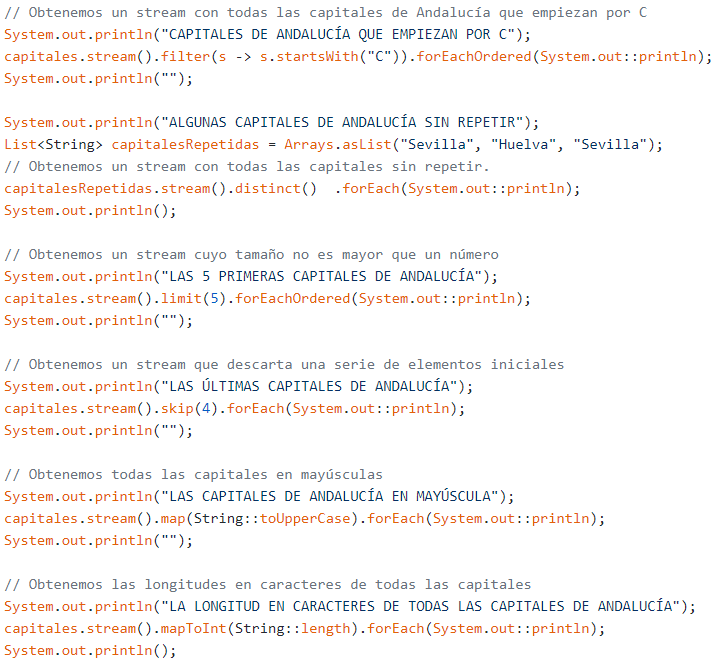 // Obtenemos un stream con todas las capitales de Andalucía que empiezan por C
System.out.println("CAPITALES DE ANDALUCÍA QUE EMPIEZAN POR C");
capitales.stream().filter(s -> s.startsWith("C")).forEachOrdered(System.out::println);
System.out.println("");

System.out.println("ALGUNAS CAPITALES DE ANDALUCÍA SIN REPETIR");
List<String> capitalesRepetidas = Arrays.asList("Sevilla", "Huelva", "Sevilla");
// Obtenemos un stream con todas las capitales sin repetir.
capitalesRepetidas.stream().distinct()  .forEach(System.out::println);
System.out.println();

// Obtenemos un stream cuyo tamaño no es mayor que un número
System.out.println("LAS 5 PRIMERAS CAPITALES DE ANDALUCÍA");
capitales.stream().limit(5).forEachOrdered(System.out::println);
System.out.println("");

// Obtenemos un stream que descarta una serie de elementos iniciales
System.out.println("LAS ÚLTIMAS CAPITALES DE ANDALUCÍA");
capitales.stream().skip(4).forEach(System.out::println);
System.out.println("");

// Obtenemos todas las capitales en mayúsculas
System.out.println("LAS CAPITALES DE ANDALUCÍA EN MAYÚSCULA");
capitales.stream().map(String::toUpperCase).forEach(System.out::println);
System.out.println("");

// Obtenemos las longitudes en caracteres de todas las capitales
System.out.println("LA LONGITUD EN CARACTERES DE TODAS LAS CAPITALES DE ANDALUCÍA");
capitales.stream().mapToInt(String::length).forEach(System.out::println);
System.out.println();